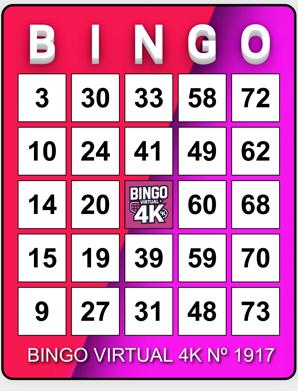 BINGO
3 30 33 58 72
10 24 41 49 62
14 20 BINGO VIRTUAL 4K 60 68
15 19 39 59 70
9 27 31 48 73
BINGO VIRTUAL 4K Nº 1917